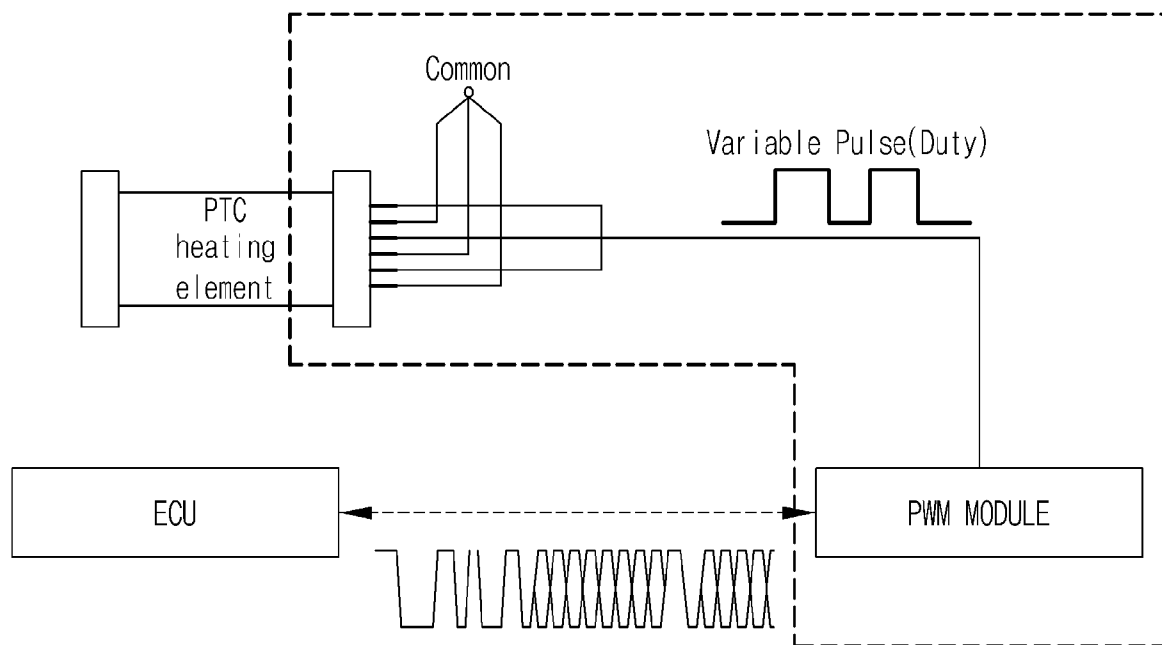 Common
Variable Pulse(Duty)
PTC
heating
element
ECU
PWM MODULE